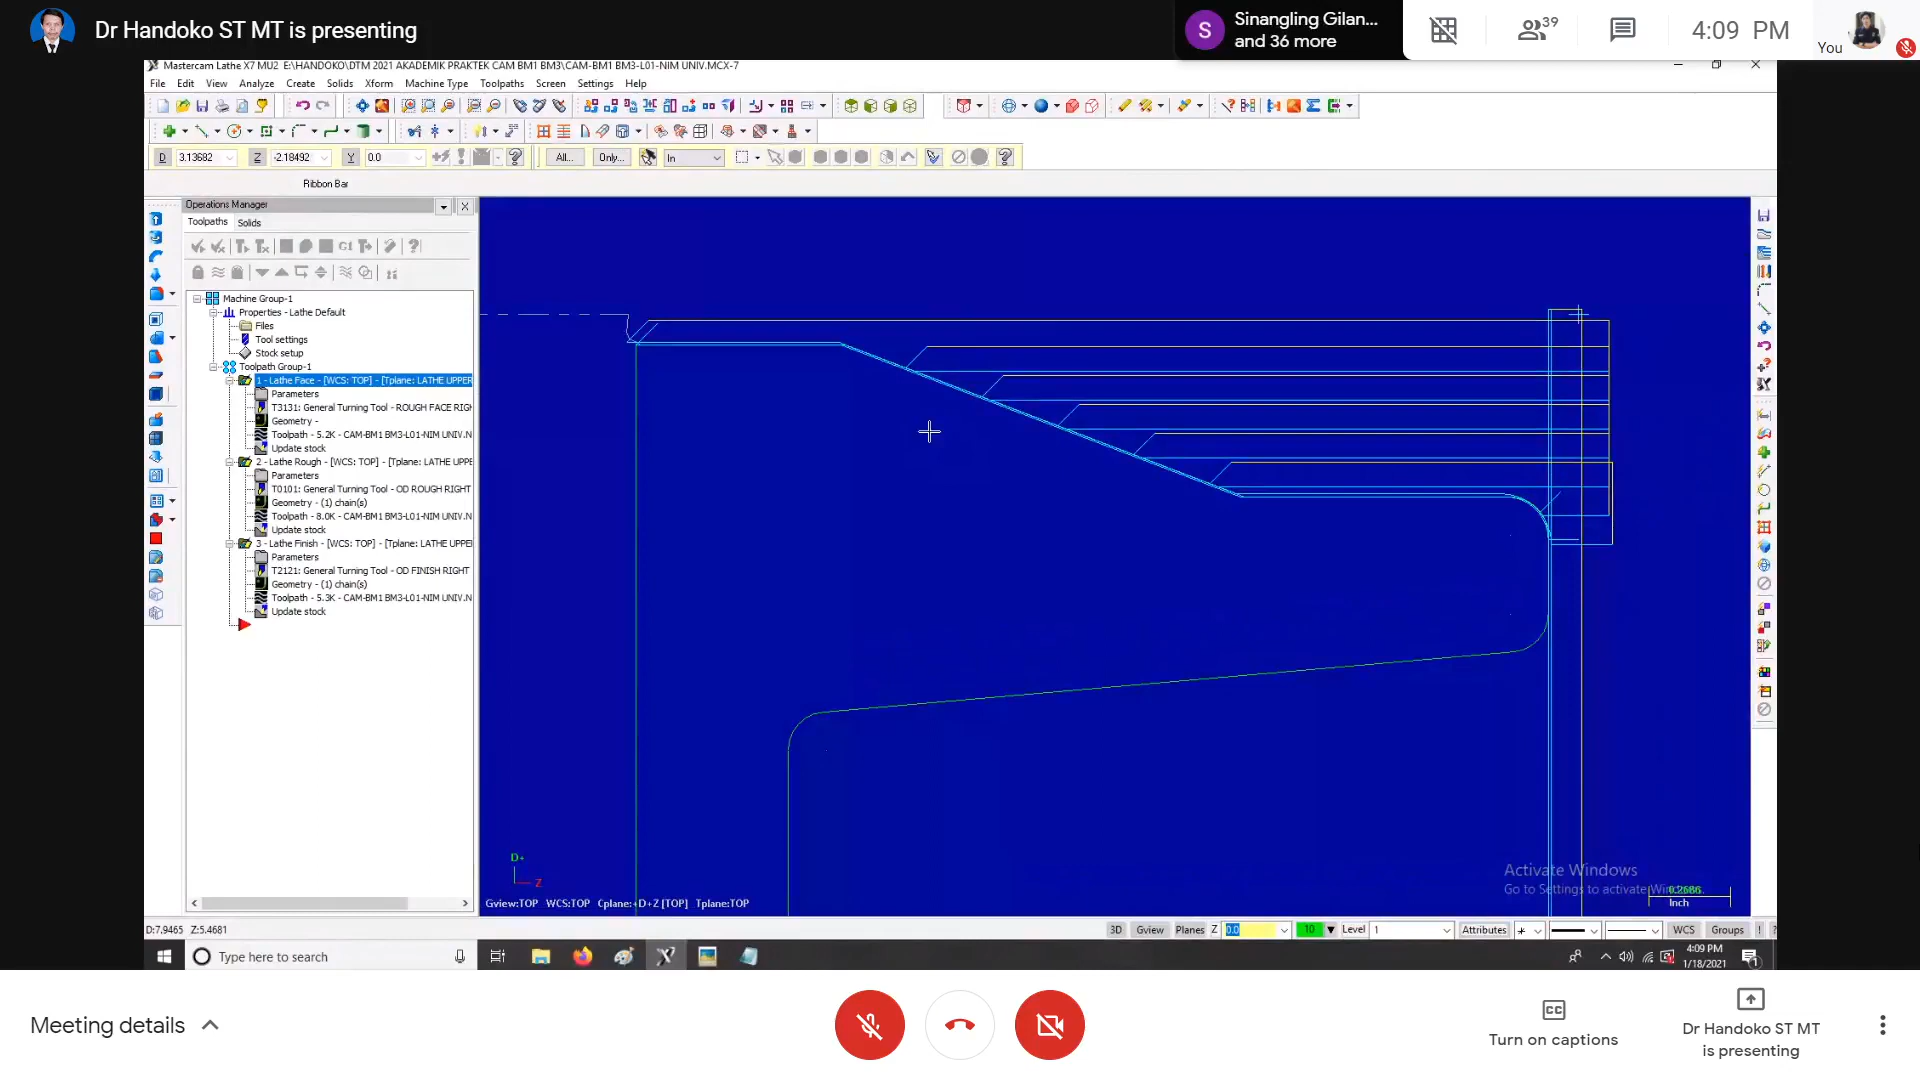 Dr Handoko ST MT is presenting
S
Sinangling Gilan...
and 36 more
39
4:09 PM
You
Mastercam Lathe X7 MU2 E:\HANDOKO\DTM 2021 AKADEMIK PRAKTEK CAM BM1 BM3\CAM-BM1 BM3-L01-NIM UNIV.MCX-7
File Edit View Analyze Create Solids Xform Machine Type Toolpaths Screen Settings Help
D 3.13682 Z -2.18492 Y 0.0 All... Only... In
Ribbon Bar
Operations Manager
Toolpaths Solids
G1
Machine Group-1
Properties - Lathe Default
Files
Tool settings
Stock setup
Toolpath Group-1
1 - Lathe Face - [WCS: TOP] - [Tplane: LATHE UPPER
Parameters
T3131: General Turning Tool - ROUGH FACE RIGH
Geometry -
Toolpath - 5.2K - CAM-BM1 BM3-L01-NIM UNIV.N
Update stock
2 - Lathe Rough - [WCS: TOP] - [Tplane: LATHE UPPE
Parameters
T0101: General Turning Tool - OD ROUGH RIGHT
Geometry - (1) chain(s)
Toolpath - 8.0K - CAM-BM1 BM3-L01-NIM UNIV.N
Update stock
3 - Lathe Finish - [WCS: TOP] - [Tplane: LATHE UPPE
Parameters
T2121: General Turning Tool - OD FINISH RIGHT
Geometry - (1) chain(s)
Toolpath - 5.3K - CAM-BM1 BM3-L01-NIM UNIV.N
Update stock
D+
Z
Gview:TOP WCS:TOP Cplane:+D+Z [TOP] Tplane:TOP
Activate Windows
Go to Settings to activate Windows.
Inch
D:7.9465 Z:5.4681
3D Gview Planes Z 0.0 10 Level 1 Attributes WCS Groups ! ?
Type here to search
4:09 PM
1/18/2021
1
Meeting details
CC
Turn on captions
Dr Handoko ST MT
is presenting